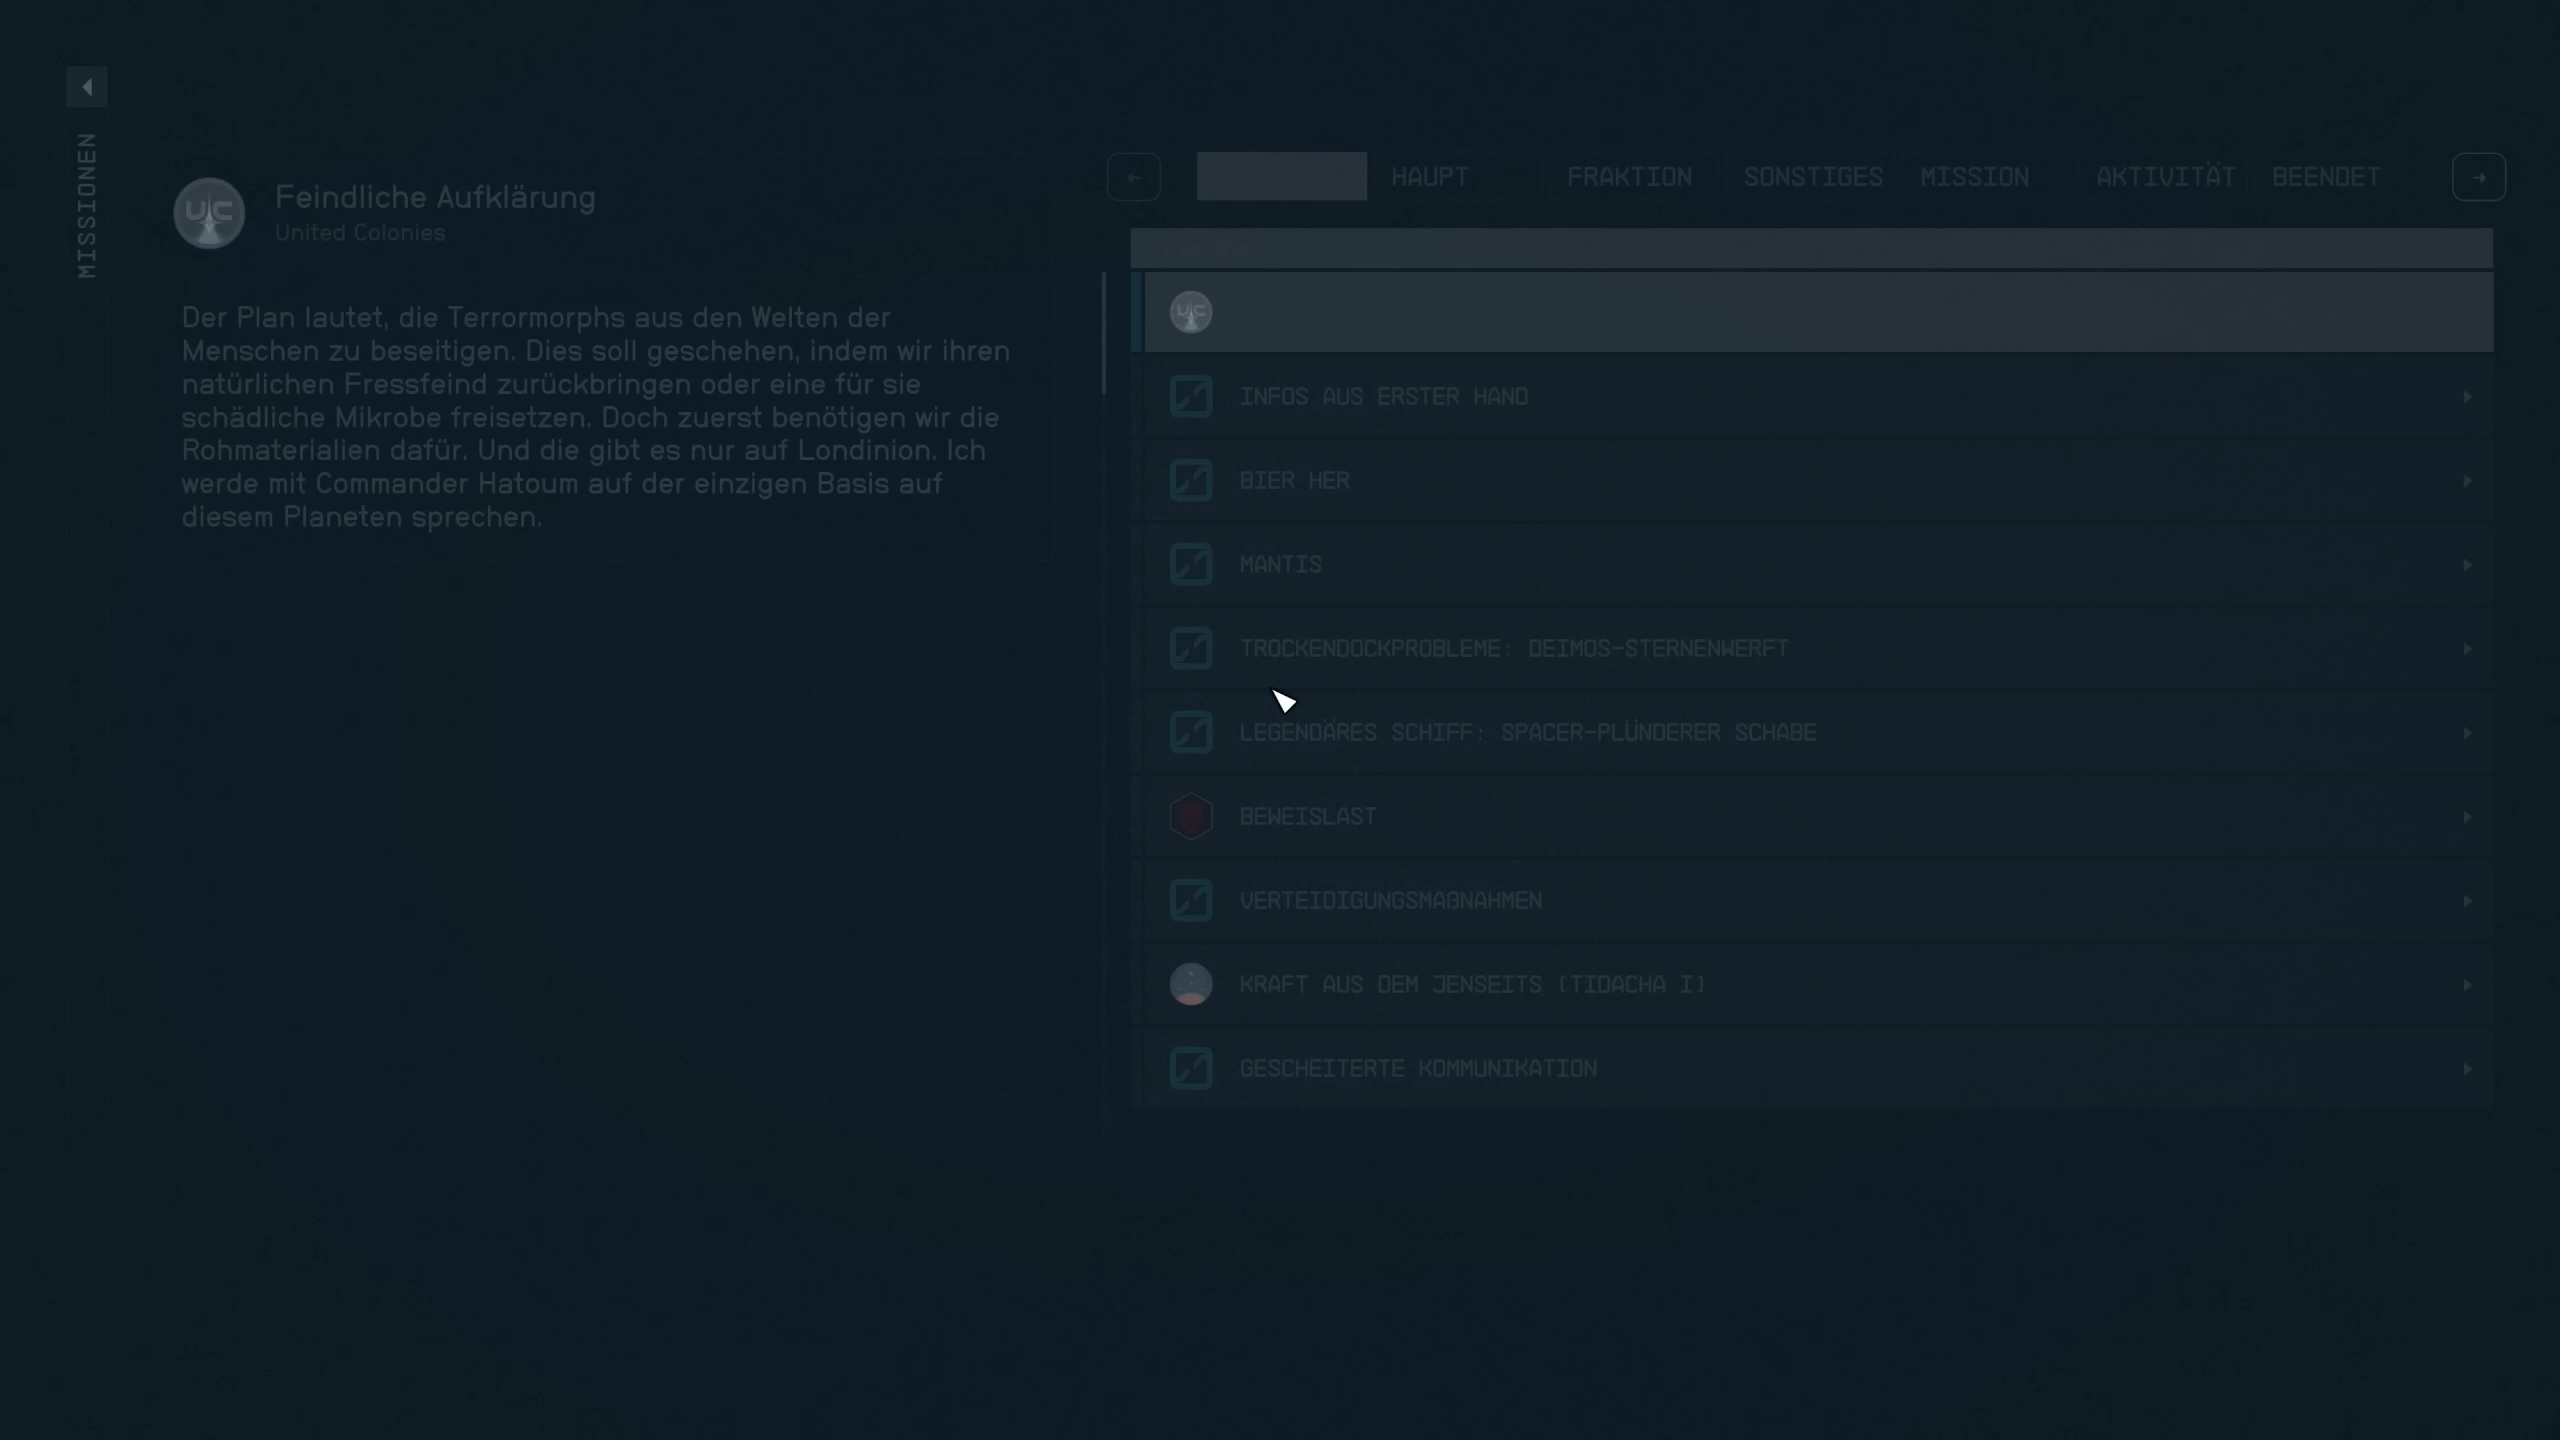 MISSIONEN
UC
Feindliche Aufklärung
United Colonies
Der Plan lautet, die Terrormorphs aus den Welten der
Menschen zu beseitigen. Dies soll geschehen, indem wir ihren
natürlichen Fressfeind zurückbringen oder eine für sie
schädliche Mikrobe freisetzen. Doch zuerst benötigen wir die
Rohmaterialien dafür. Und die gibt es nur auf Londinion. Ich
werde mit Commander Hatoum auf der einzigen Basis auf
diesem Planeten sprechen.
HAUPT FRAKTION SONSTIGES MISSION AKTIVITÄT BEENDET
UC
INFOS AUS ERSTER HAND
BIER HER
MANTIS
TROCKENDOCKPROBLEME: DEIMOS-STERNENWERFT
LEGENDÄRES SCHIFF: SPACER-PLÜNDERER SCHABE
BEWEISLAST
VERTEIDIGUNGSMAßNAHMEN
KRAFT AUS DEM JENSEITS (TIDACHA I)
GESCHEITERTE KOMMUNIKATION